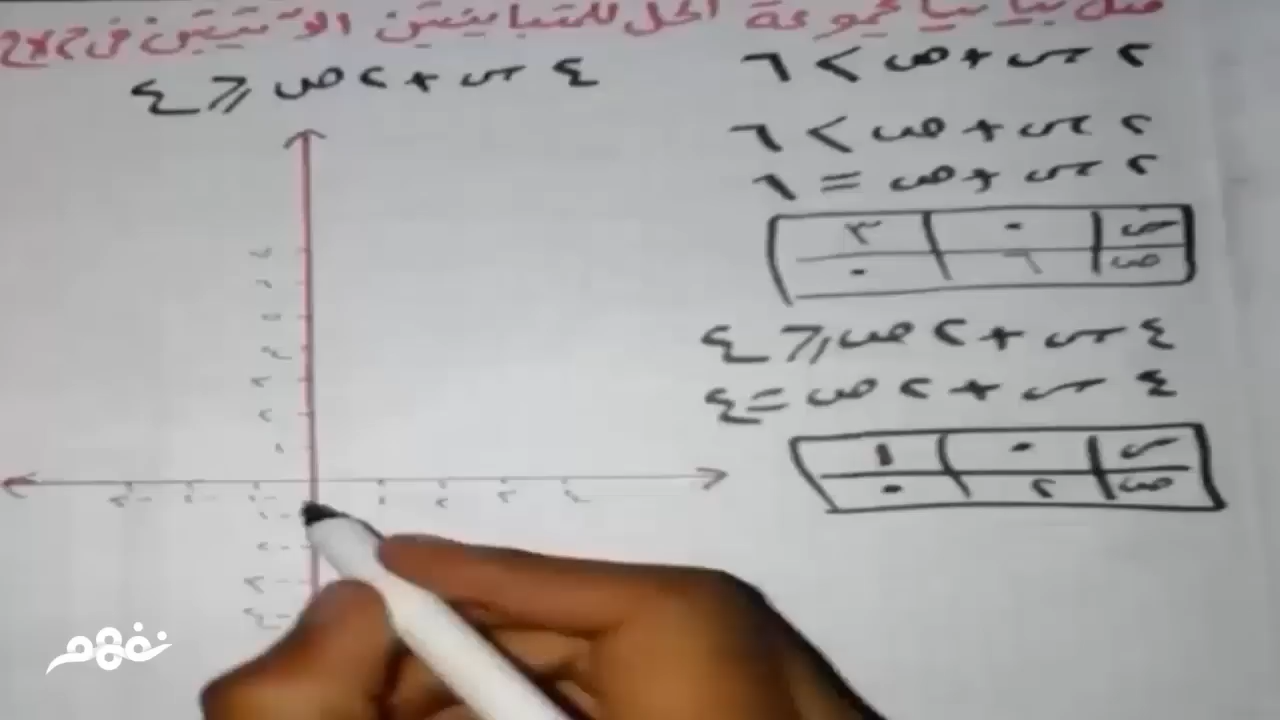 مثل بيانيا مجموعة الحل للمتباينتين الآتيتين في ح × ح
٢ س + ص < ٦
٤ س + ٢ ص ⩾ ٤
٢ س + ص < ٦
٢ س + ص = ٦
س ٠ ٣
ص ٦ ٠
٤ س + ٢ ص ⩾ ٤
٤ س + ٢ ص = ٤
س ٠ ١
ص ٢ ٠
نفهم